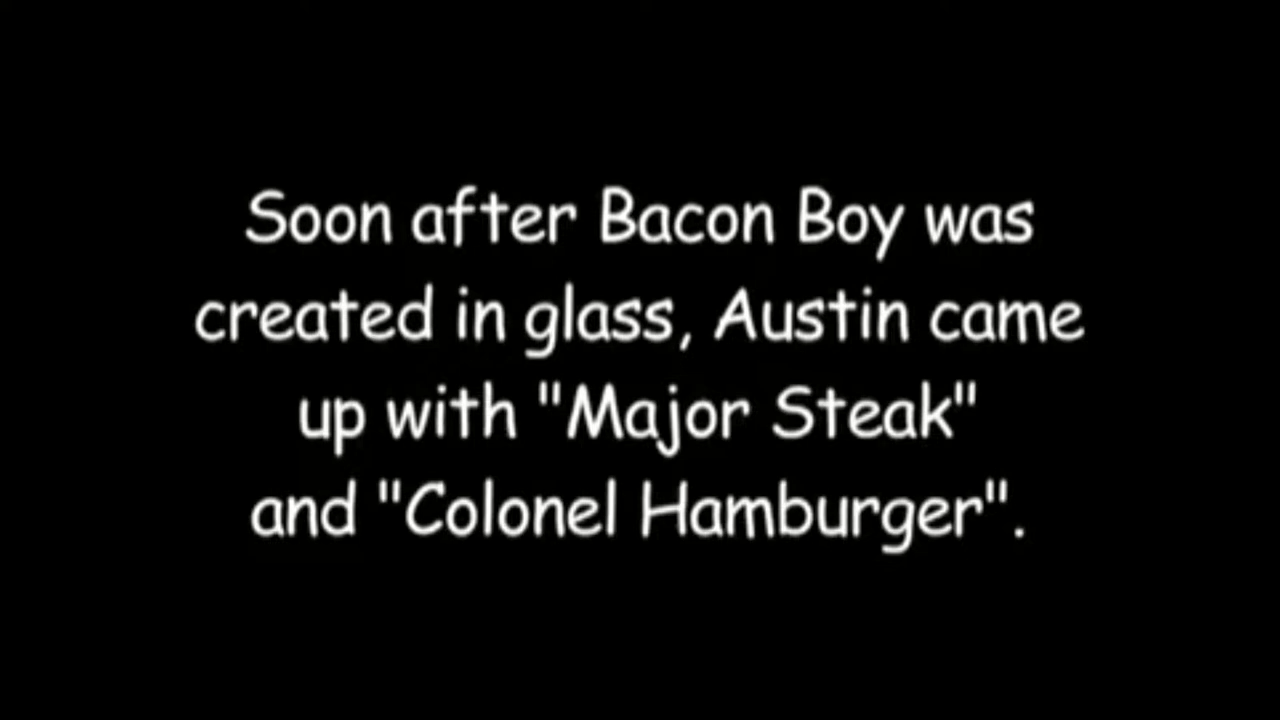 Soon after Bacon Boy was
created in glass, Austin came
up with "Major Steak"
and "Colonel Hamburger".